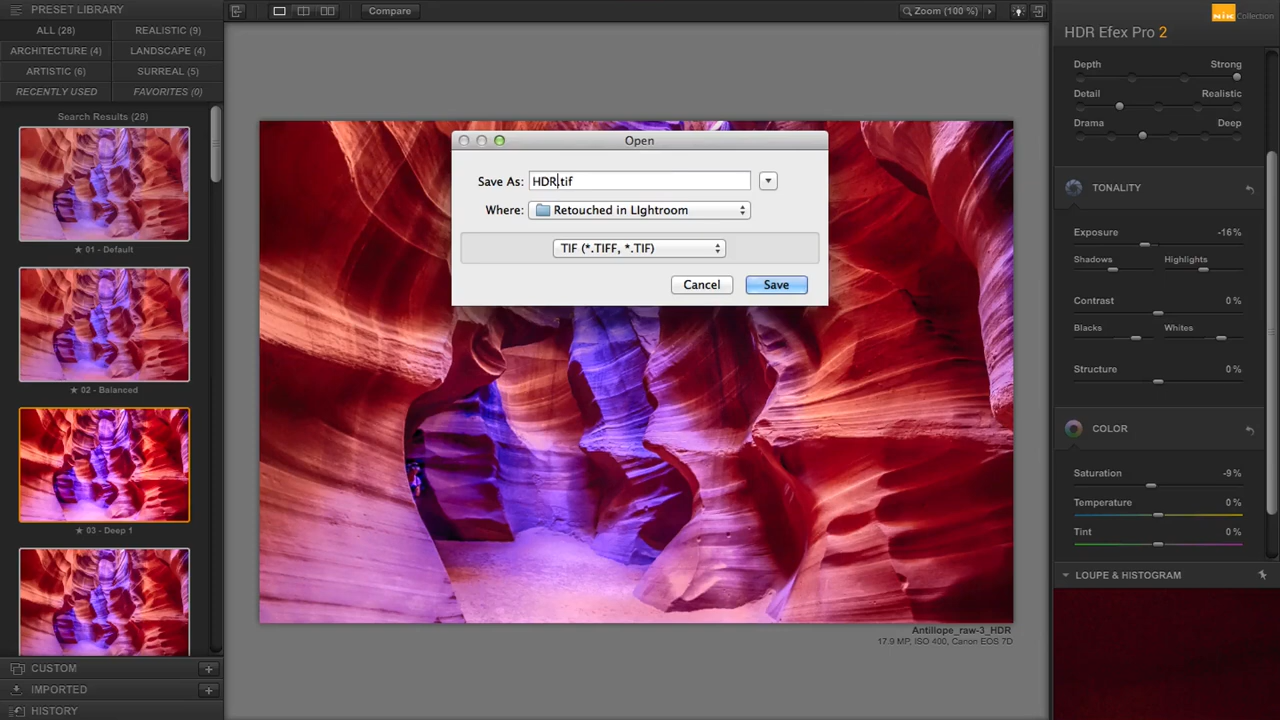 PRESET LIBRARY
ALL (28)
REALISTIC (9)
ARCHITECTURE (4)
LANDSCAPE (4)
ARTISTIC (6)
SURREAL (5)
RECENTLY USED
FAVORITES (0)
Search Results (28)
★ 01 - Default
★ 02 - Balanced
★ 03 - Deep 1
CUSTOM
IMPORTED
HISTORY
Compare
Zoom (100 %)
Open
Save As: HDR.tif
Where: Retouched in LIghtroom
TIF (*.TIFF, *.TIF)
Cancel
Save
Antillope_raw-3_HDR
17.9 MP, ISO 400, Canon EOS 7D
Nik Collection
HDR Efex Pro 2
Depth Strong
Detail Realistic
Drama Deep
TONALITY
Exposure -16%
Shadows Highlights
Contrast 0 %
Blacks Whites
Structure 0 %
COLOR
Saturation -9%
Temperature 0 %
Tint 0 %
LOUPE & HISTOGRAM